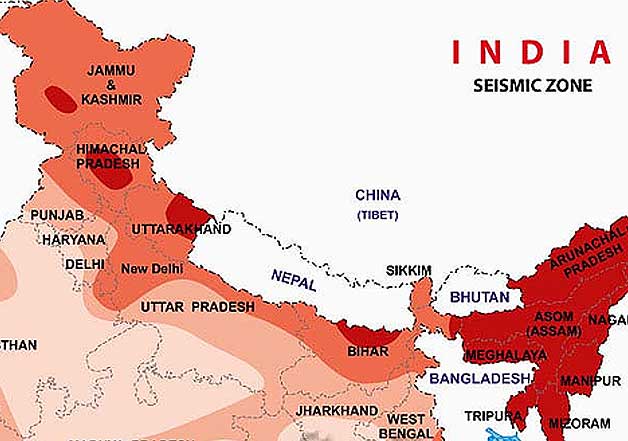 INDIA
SEISMIC ZONE
JAMMU
&
KASHMIR
HIMACHAL
PRADESH
PUNJAB
UTTARAKHAND
HARYANA
DELHI
New Delhi
CHINA
(TIBET)
NEPAL
SIKKIM
BHUTAN
ARUNACHAL
PRADESH
UTTAR PRADESH
ASOM
(ASSAM)
NAGA
STHAN
BIHAR
MEGHALAYA
BANGLADESH
MANIPUR
JHARKHAND
WEST
BENGAL
TRIPURA
MIZORAM